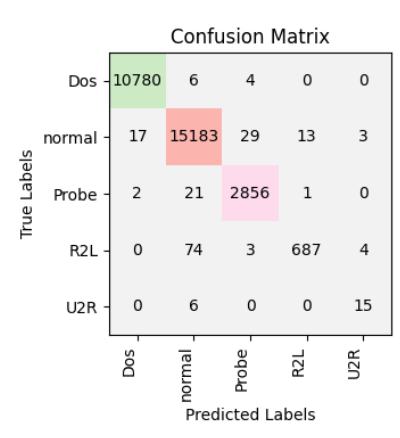 Confusion Matrix
True Labels
Dos 10780 6 4 0 0
normal 17 15183 29 13 3
Probe 2 21 2856 1 0
R2L 0 74 3 687 4
U2R 0 6 0 0 15
Dos normal Probe R2L U2R
Predicted Labels